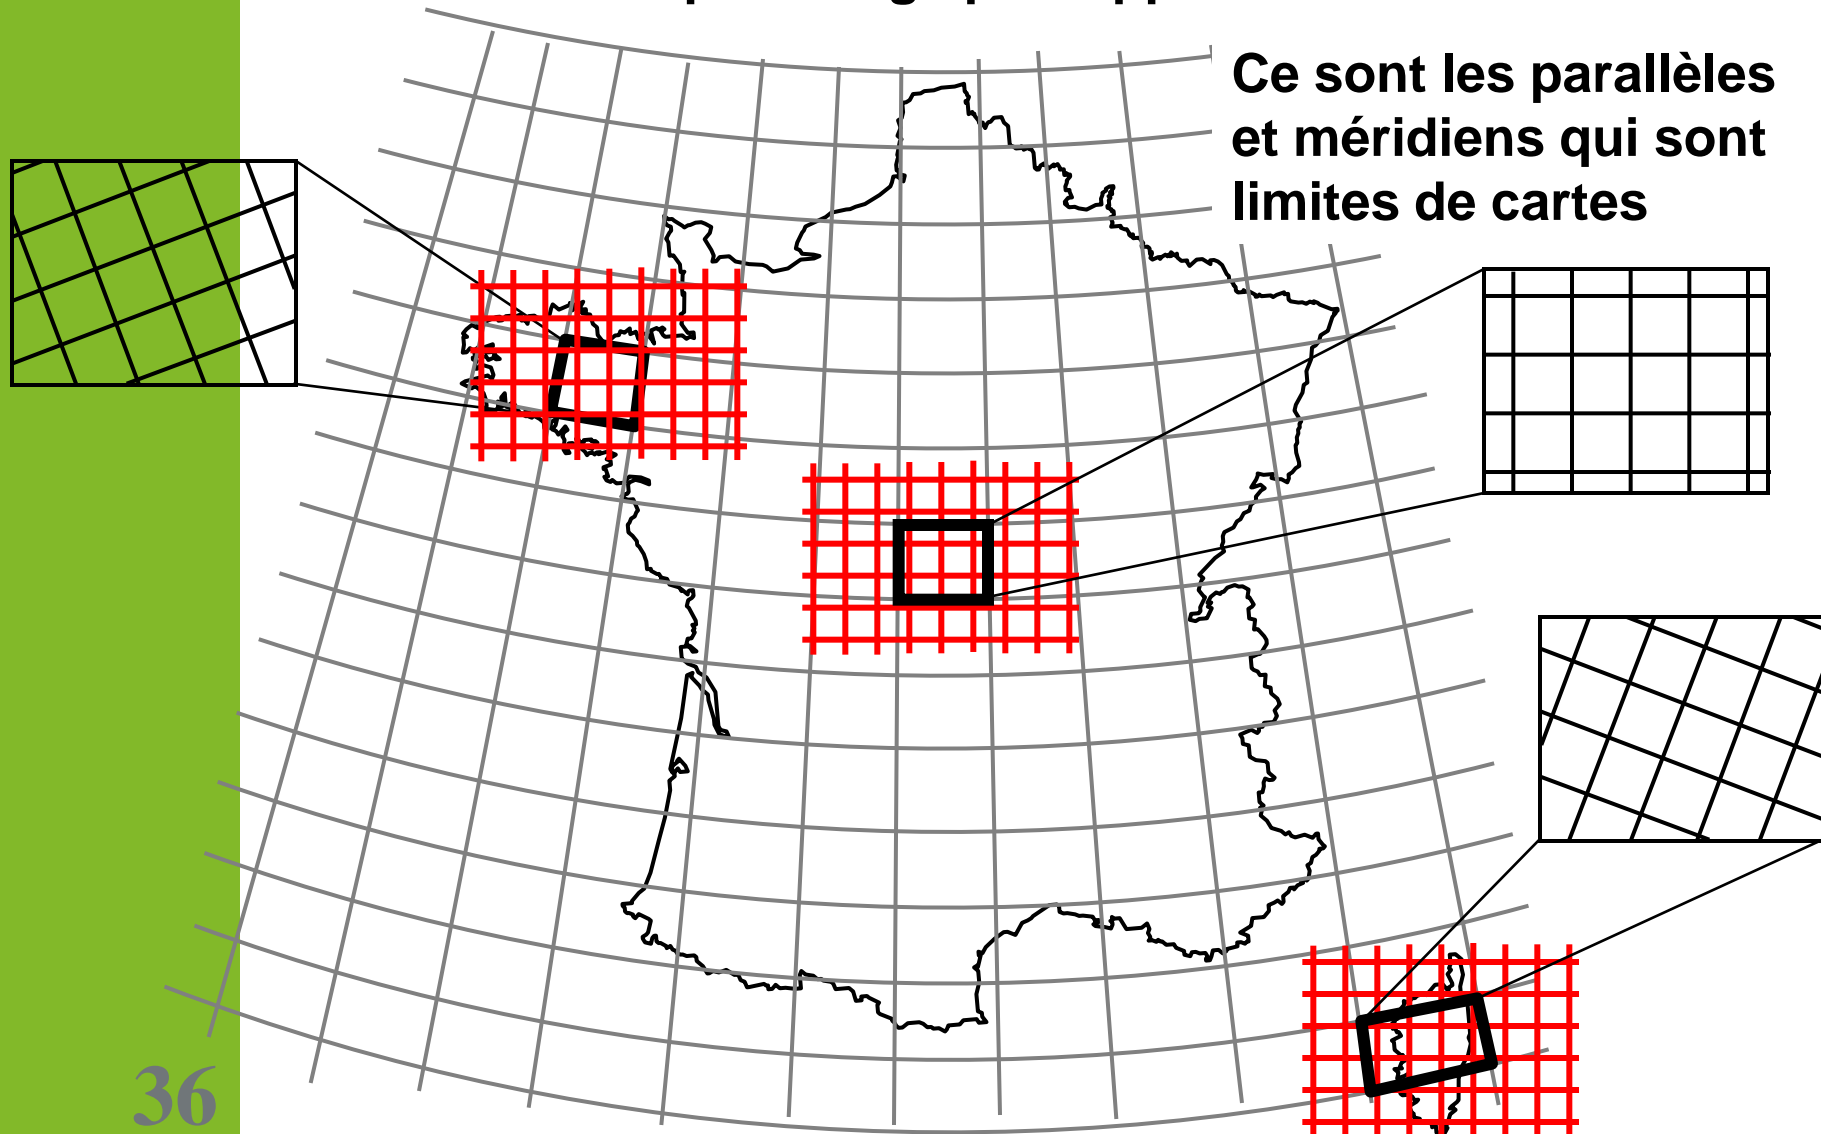 Ce sont les parallèles
et méridiens qui sont
limites de cartes
36